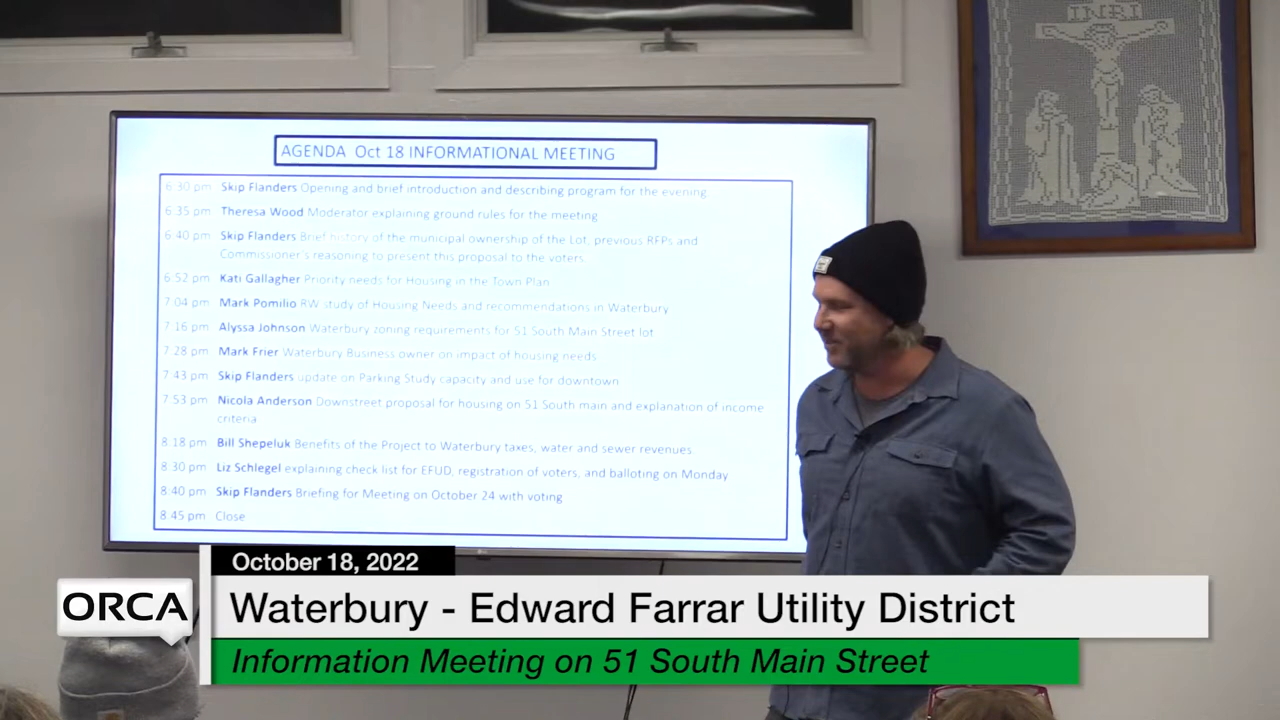 INRI
AGENDA Oct 18 INFORMATIONAL MEETING
6:30 pm Skip Flanders Opening and brief introduction and describing program for the evening
6:35 pm Theresa Wood Moderator explaining ground rules for the meeting
6:40 pm Skip Flanders Brief history of the municipal ownership of the Lot, previous RFPs and
Commissioner's reasoning to present this proposal to the voters.
6:52 pm Kati Gallagher Priority needs for Housing in the Town Plan
7:04 pm Mark Pomilio RW study of Housing Needs and recommendations in Waterbury
7:16 pm Alyssa Johnson Waterbury zoning requirements for 51 South Main Street lot
7:28 pm Mark Frier Waterbury Business owner on impact of housing needs
7:43 pm Skip Flanders update on Parking Study capacity and use for downtown
7:53 pm Nicola Anderson Downstreet proposal for housing on 51 South main and explanation of income
criteria
8:18 pm Bill Shepeluk Benefits of the Project to Waterbury taxes, water and sewer revenues
8:30 pm Liz Schlegel explaining check list for EFUD, registration of voters, and balloting on Monday
8:40 pm Skip Flanders Briefing for Meeting on October 24 with voting
8:45 pm Close
LG
October 18, 2022
ORCA
Waterbury - Edward Farrar Utility District
Information Meeting on 51 South Main Street